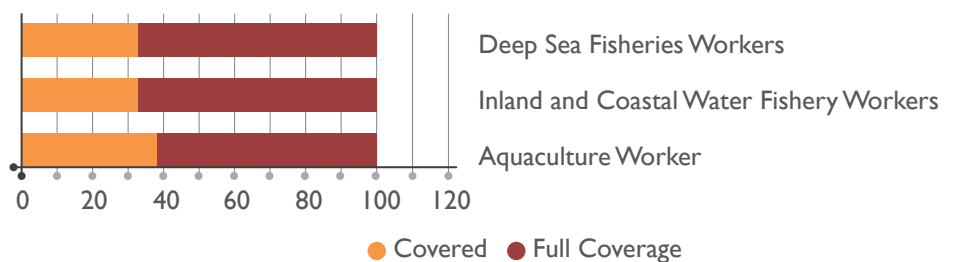 Deep Sea Fisheries Workers
Inland and Coastal Water Fishery Workers
Aquaculture Worker
0 20 40 60 80 100 120
Covered Full Coverage